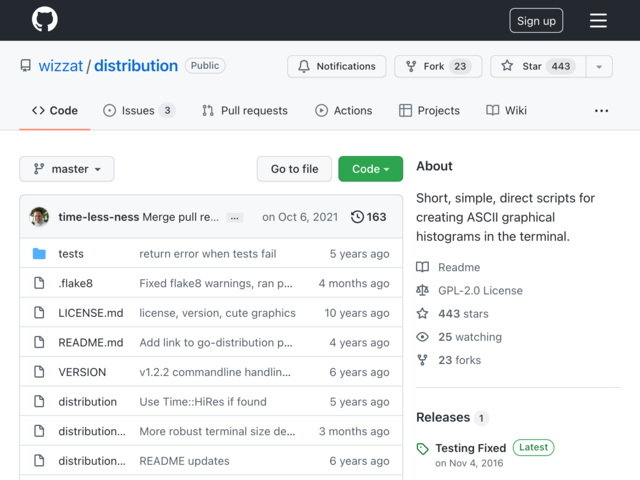 Sign up
wizzat / distribution Public
Notifications Fork 23 Star 443
Code Issues 3 Pull requests Actions Projects Wiki ...
master Go to file Code
time-less-ness Merge pull re... ... on Oct 6, 2021 163
tests return error when tests fail 5 years ago
.flake8 Fixed flake8 warnings, ran p... 4 months ago
LICENSE.md license, version, cute graphics 10 years ago
README.md Add link to go-distribution p... 4 years ago
VERSION v1.2.2 commandline handlin... 6 years ago
distribution Use Time::HiRes if found 5 years ago
distribution... More robust terminal size de... 3 months ago
distribution... README updates 6 years ago
About
Short, simple, direct scripts for
creating ASCII graphical
histograms in the terminal.
Readme
GPL-2.0 License
443 stars
25 watching
23 forks
Releases 1
Testing Fixed Latest
on Nov 4, 2016